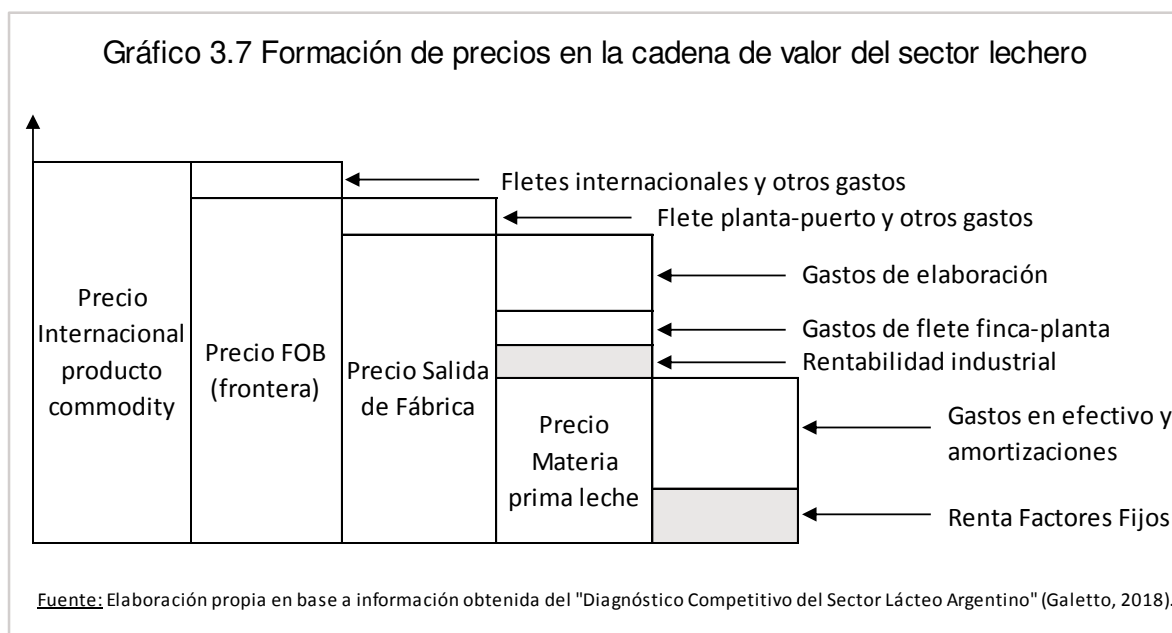 Gráfico 3.7 Formación de precios en la cadena de valor del sector lechero
Fletes internacionales y otros gastos
Flete planta-puerto y otros gastos
Precio
Internacional
producto
commodity
Precio FOB
(frontera)
Precio Salida
de Fábrica
Gastos de elaboración
Gastos de flete finca-planta
Rentabilidad industrial
Precio
Materia
prima leche
Gastos en efectivo y
amortizaciones
Renta Factores Fijos
Fuente: Elaboración propia en base a información obtenida del "Diagnóstico Competitivo del Sector Lácteo Argentino" (Galetto, 2018).